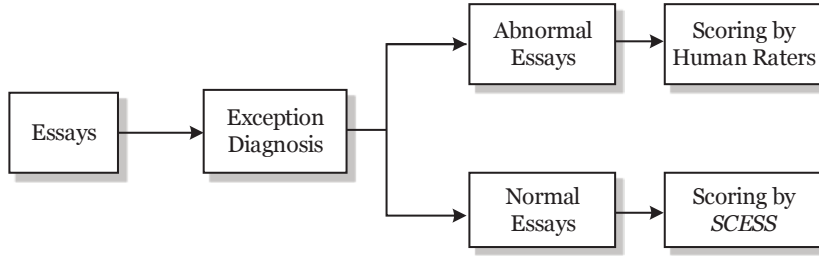 Essays
Exception
Diagnosis
Abnormal
Essays
Scoring by
Human Raters
Normal
Essays
Scoring by
SCESS